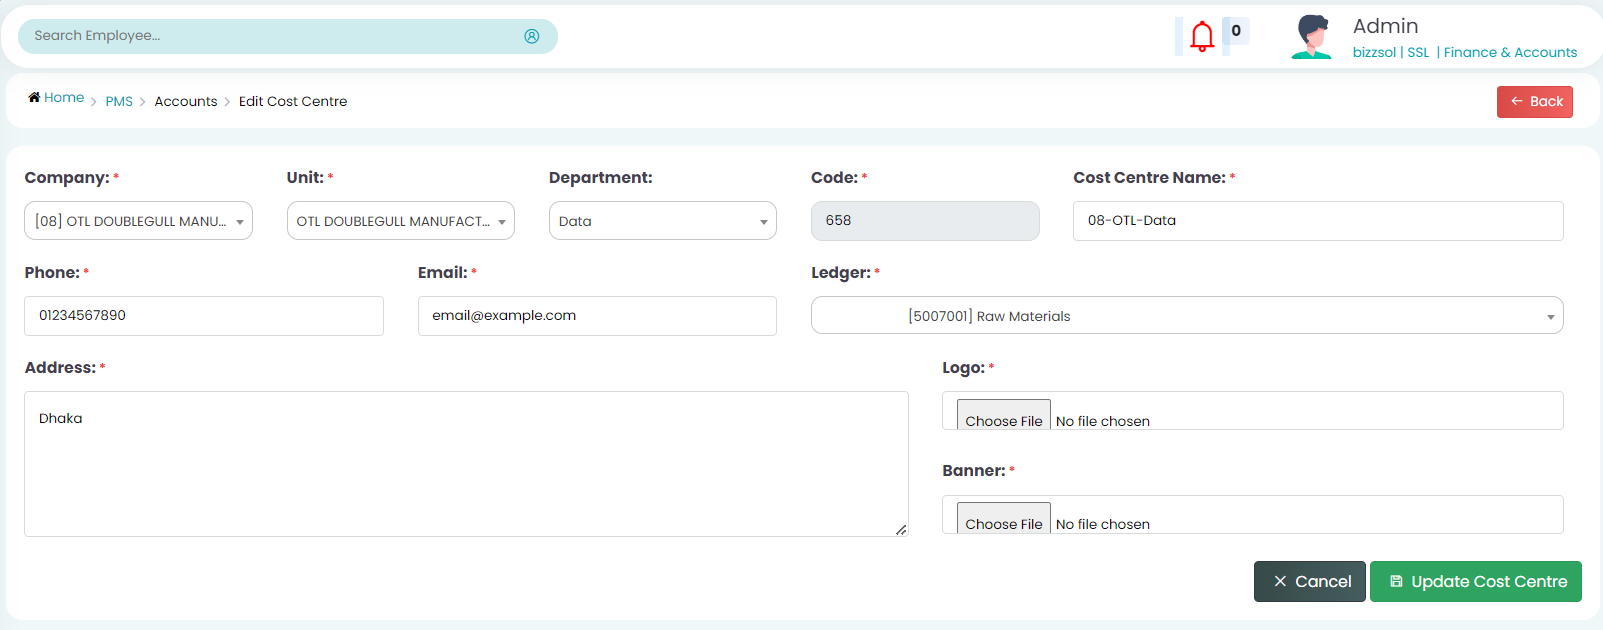 Search Employee...
0
Admin
bizzsol | SSL | Finance & Accounts
Home > PMS > Accounts > Edit Cost Centre
← Back
Company: * Unit: * Department: Code: * Cost Centre Name: *
[08] OTL DOUBLEGULL MANU... OTL DOUBLEGULL MANUFACT... Data 658 08-OTL-Data
Phone: * Email: * Ledger: *
01234567890 email@example.com [5007001] Raw Materials
Address: * Logo: *
Dhaka
Choose File No file chosen
Banner: *
Choose File No file chosen
× Cancel Update Cost Centre